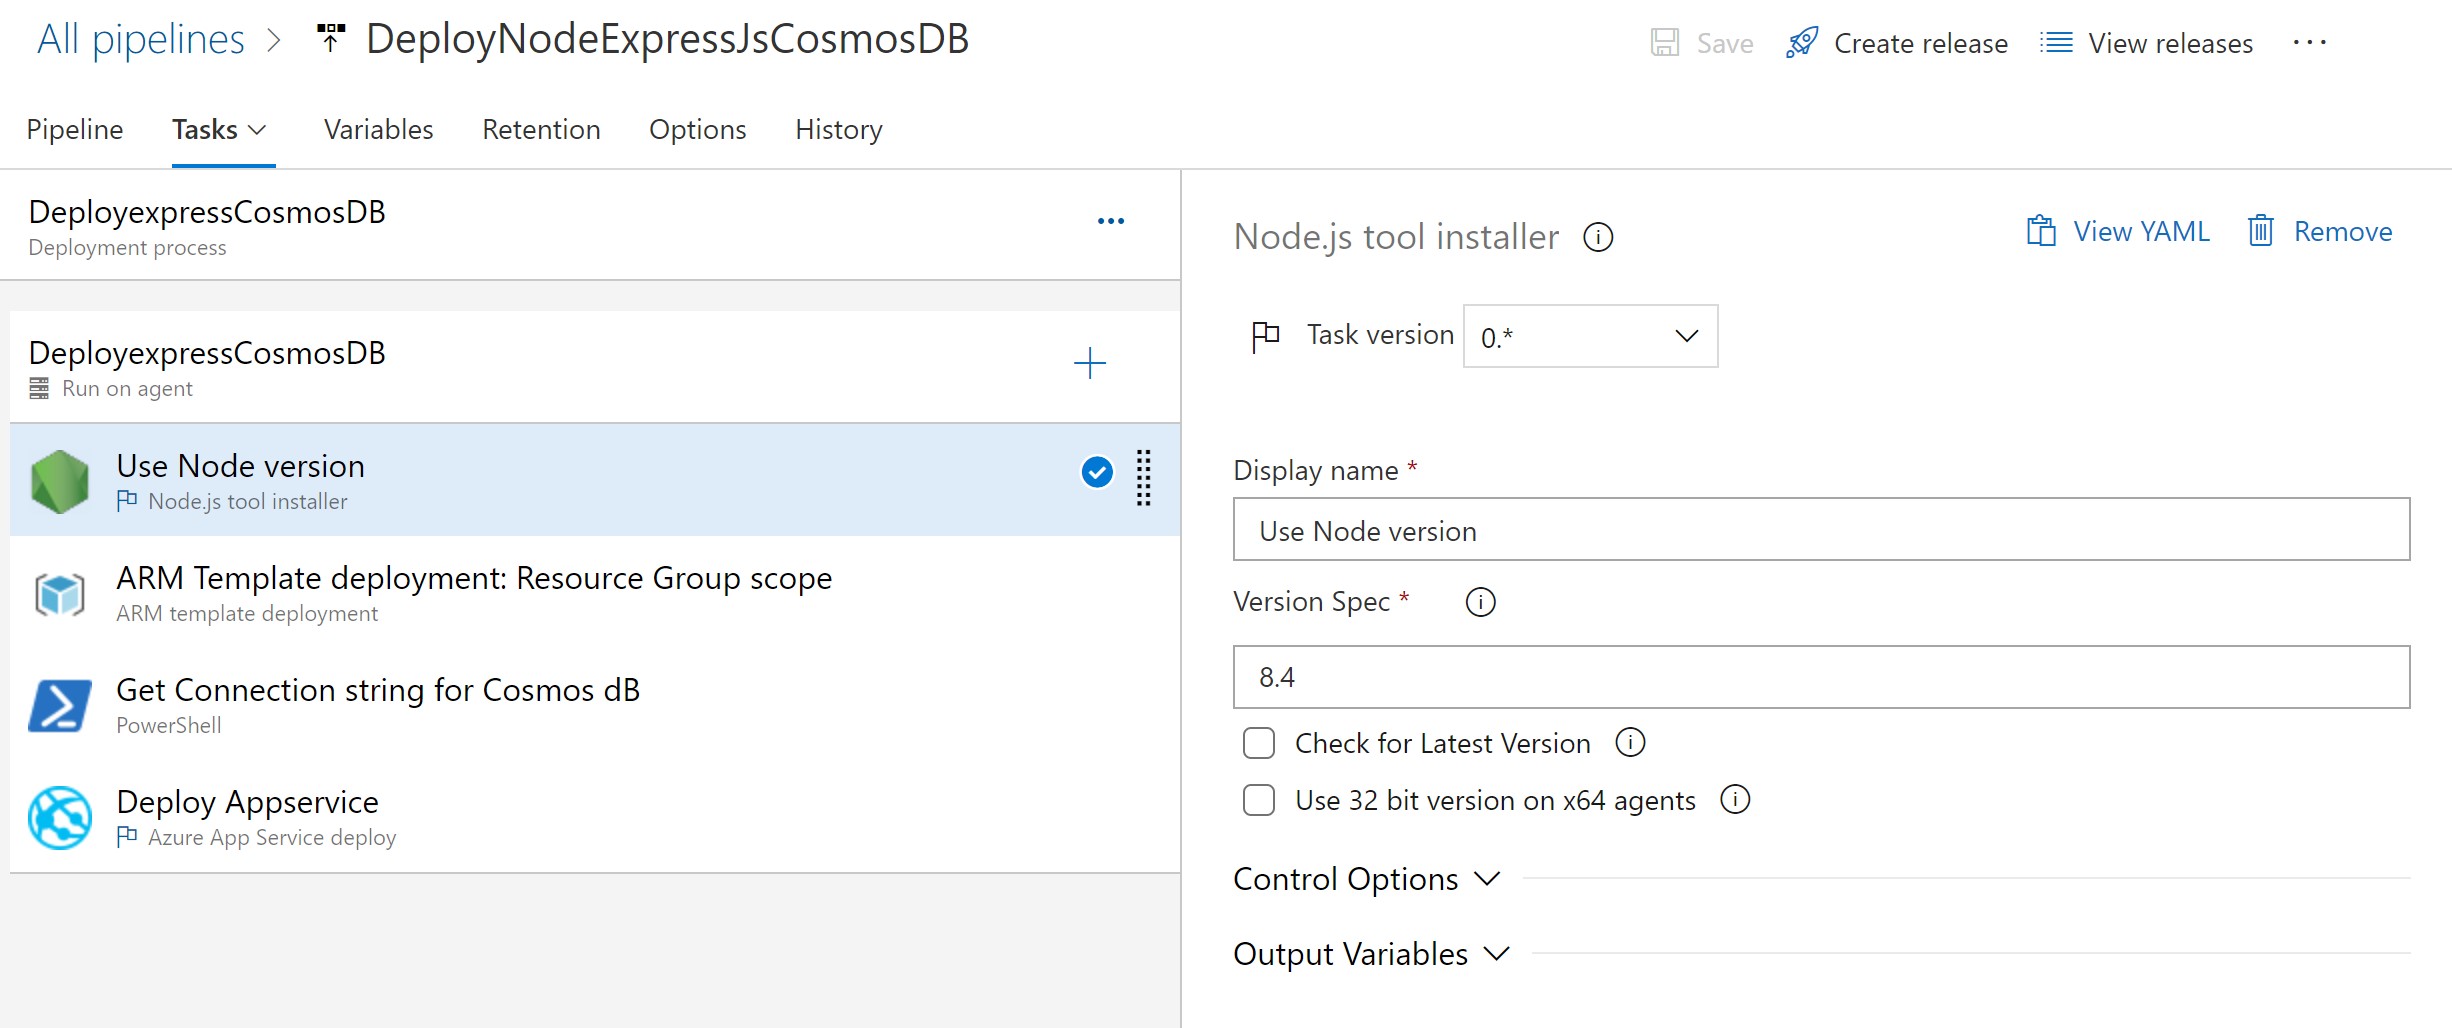 All pipelines > DeployNodeExpressJsCosmosDB
Save Create release View releases ...
Pipeline Tasks Variables Retention Options History
DeployexpressCosmosDB
Deployment process
DeployexpressCosmosDB
Run on agent
Use Node version
Node.js tool installer
ARM Template deployment: Resource Group scope
ARM template deployment
Get Connection string for Cosmos dB
PowerShell
Deploy Appservice
Azure App Service deploy
Node.js tool installer
View YAML Remove
Task version 0.*
Display name *
Use Node version
Version Spec *
8.4
Check for Latest Version
Use 32 bit version on x64 agents
Control Options
Output Variables